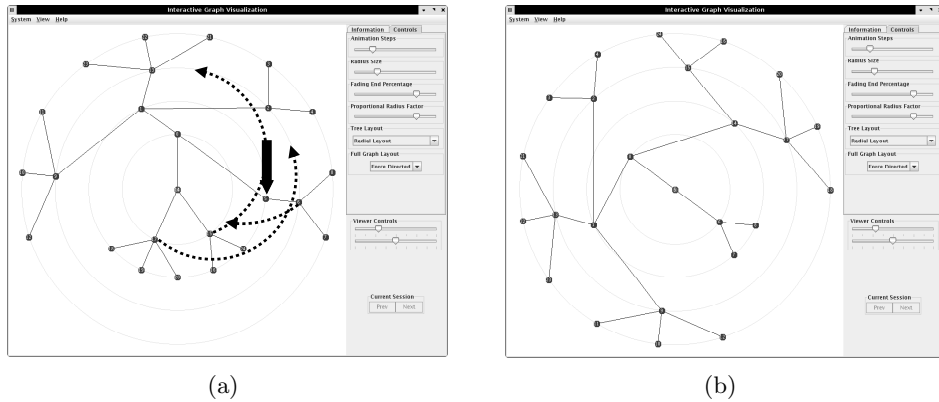 Interactive Graph Visualization
System View Help
Information Controls
Animation Steps
Radius Size
Fading End Percentage
Proportional Radius Factor
Tree Layout
Radial Layout
Full Graph Layout
Force Directed
Viewer Controls
Current Session
Prev Next
(a)
Interactive Graph Visualization
System View Help
Information Controls
Animation Steps
Radius Size
Fading End Percentage
Proportional Radius Factor
Tree Layout
Radial Layout
Full Graph Layout
Force Directed
Viewer Controls
Current Session
Prev Next
(b)